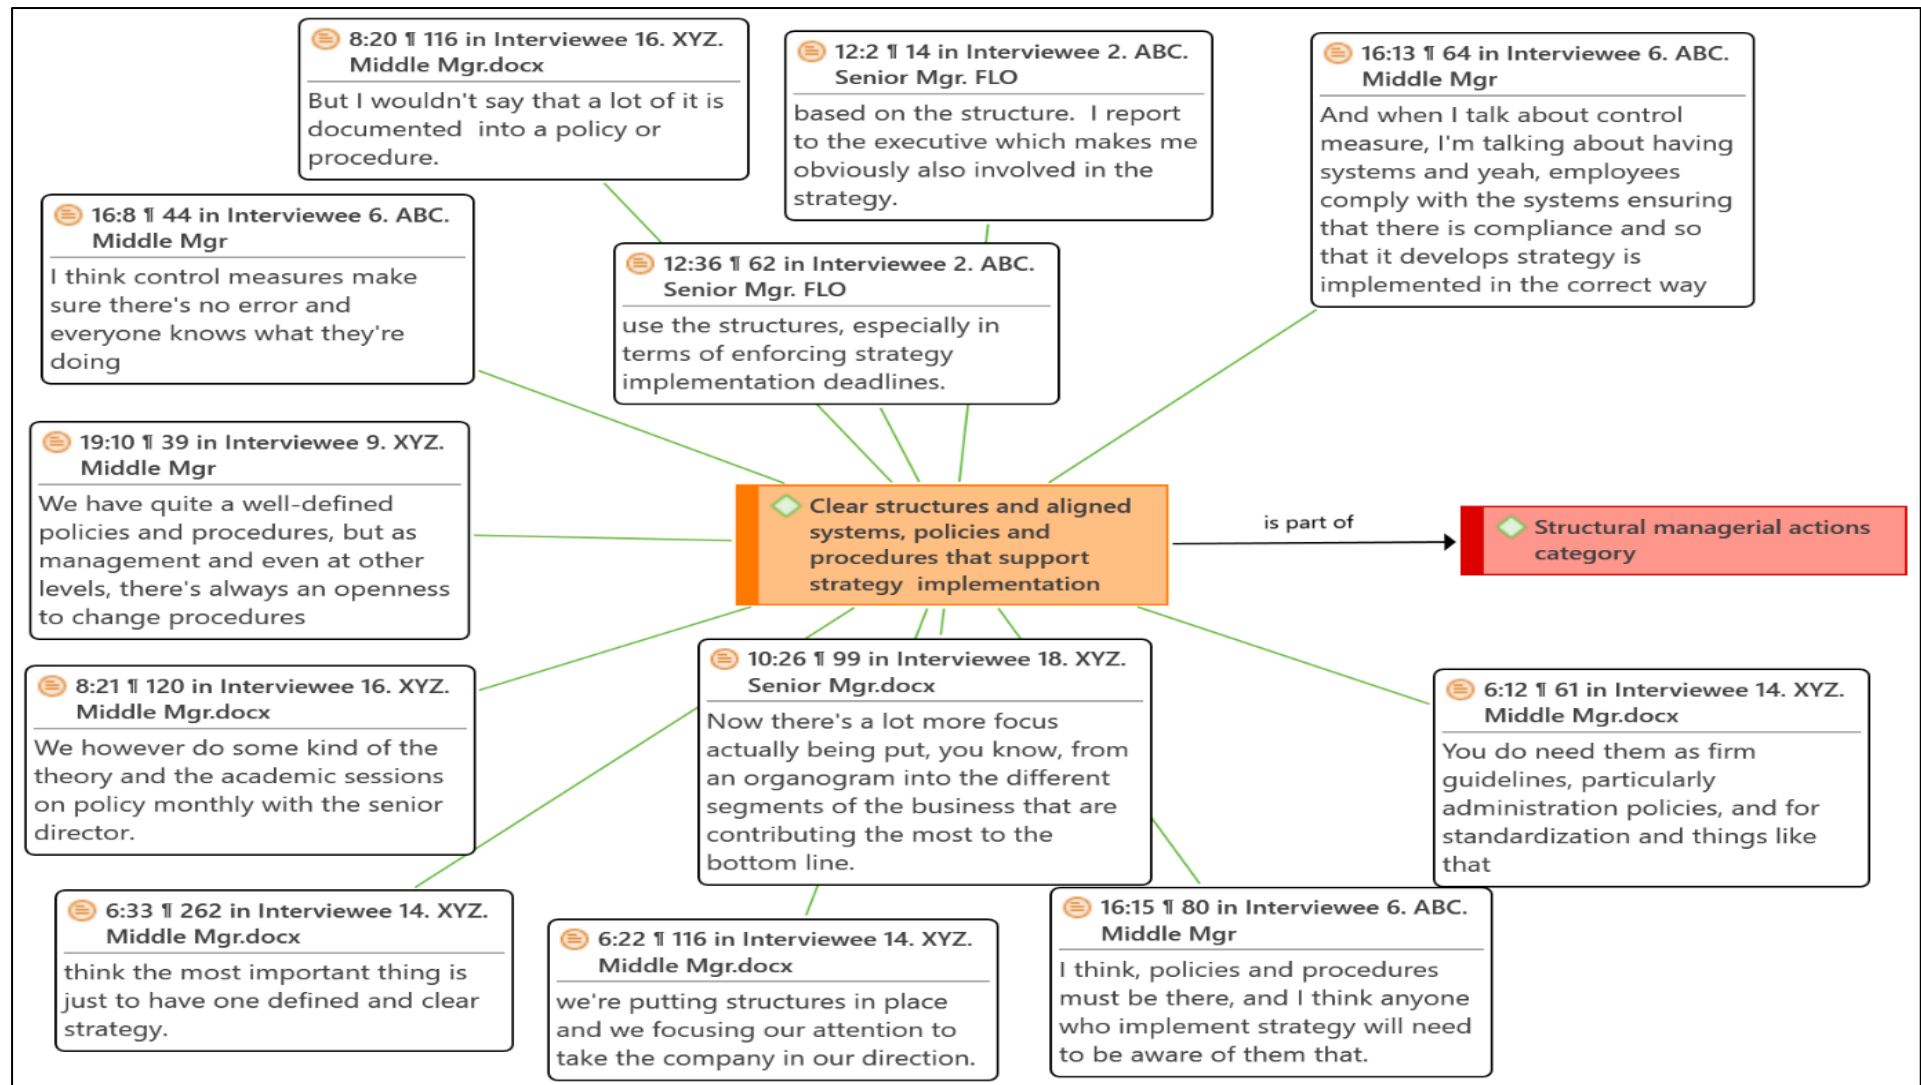 8:20 ¶ 116 in Interviewee 16. XYZ.
Middle Mgr.docx
But I wouldn't say that a lot of it is
documented  into a policy or
procedure.
12:2 ¶ 14 in Interviewee 2. ABC.
Senior Mgr. FLO
based on the structure.  I report
to the executive which makes me
obviously also involved in the
strategy.
16:13 ¶ 64 in Interviewee 6. ABC.
Middle Mgr
And when I talk about control
measure, I'm talking about having
systems and yeah, employees
comply with the systems ensuring
that there is compliance and so
that it develops strategy is
implemented in the correct way
16:8 ¶ 44 in Interviewee 6. ABC.
Middle Mgr
I think control measures make
sure there's no error and
everyone knows what they're
doing
12:36 ¶ 62 in Interviewee 2. ABC.
Senior Mgr. FLO
use the structures, especially in
terms of enforcing strategy
implementation deadlines.
19:10 ¶ 39 in Interviewee 9. XYZ.
Middle Mgr
We have quite a well-defined
policies and procedures, but as
management and even at other
levels, there's always an openness
to change procedures
Clear structures and aligned
systems, policies and
procedures that support
strategy  implementation
is part of
Structural managerial actions
category
8:21 ¶ 120 in Interviewee 16. XYZ.
Middle Mgr.docx
We however do some kind of the
theory and the academic sessions
on policy monthly with the senior
director.
10:26 ¶ 99 in Interviewee 18. XYZ.
Senior Mgr.docx
Now there's a lot more focus
actually being put, you know, from
an organogram into the different
segments of the business that are
contributing the most to the
bottom line.
6:12 ¶ 61 in Interviewee 14. XYZ.
Middle Mgr.docx
You do need them as firm
guidelines, particularly
administration policies, and for
standardization and things like
that
6:33 ¶ 262 in Interviewee 14. XYZ.
Middle Mgr.docx
think the most important thing is
just to have one defined and clear
strategy.
6:22 ¶ 116 in Interviewee 14. XYZ.
Middle Mgr.docx
we're putting structures in place
and we focusing our attention to
take the company in our direction.
16:15 ¶ 80 in Interviewee 6. ABC.
Middle Mgr
I think, policies and procedures
must be there, and I think anyone
who implement strategy will need
to be aware of them that.